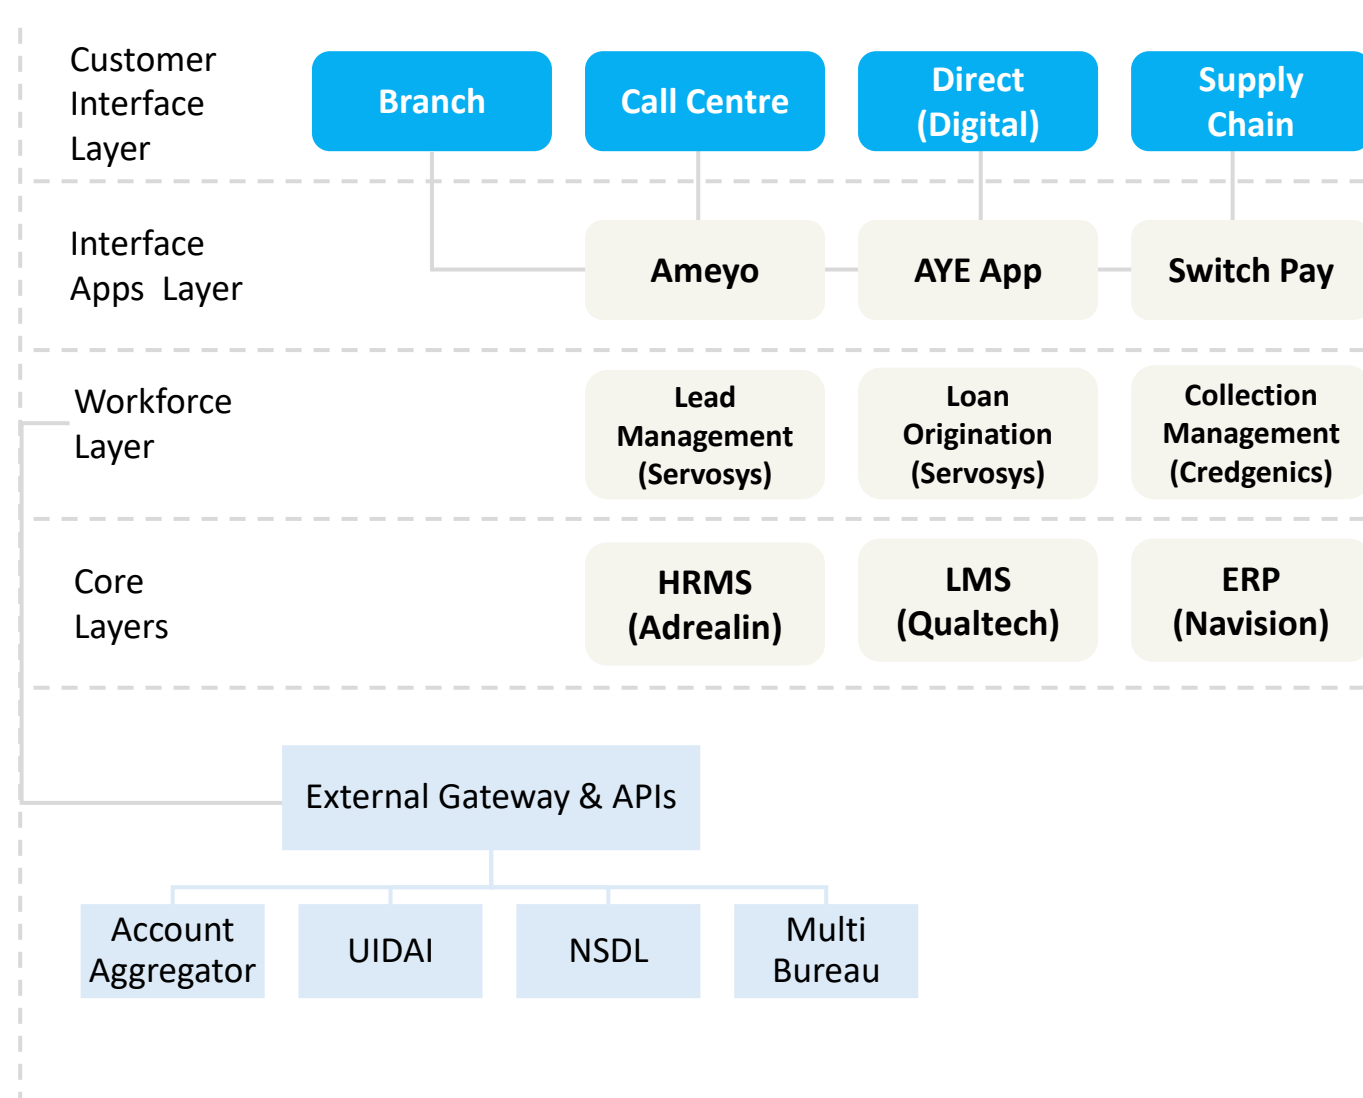 Customer
Interface
Layer
Branch
Call Centre
Direct
(Digital)
Supply
Chain
Interface
Apps Layer
Ameyo
AYE App
Switch Pay
Workforce
Layer
Lead
Management
(Servosys)
Loan
Origination
(Servosys)
Collection
Management
(Credgenics)
Core
Layers
HRMS
(Adrealin)
LMS
(Qualtech)
ERP
(Navision)
External Gateway & APIs
Account
Aggregator
UIDAI
NSDL
Multi
Bureau